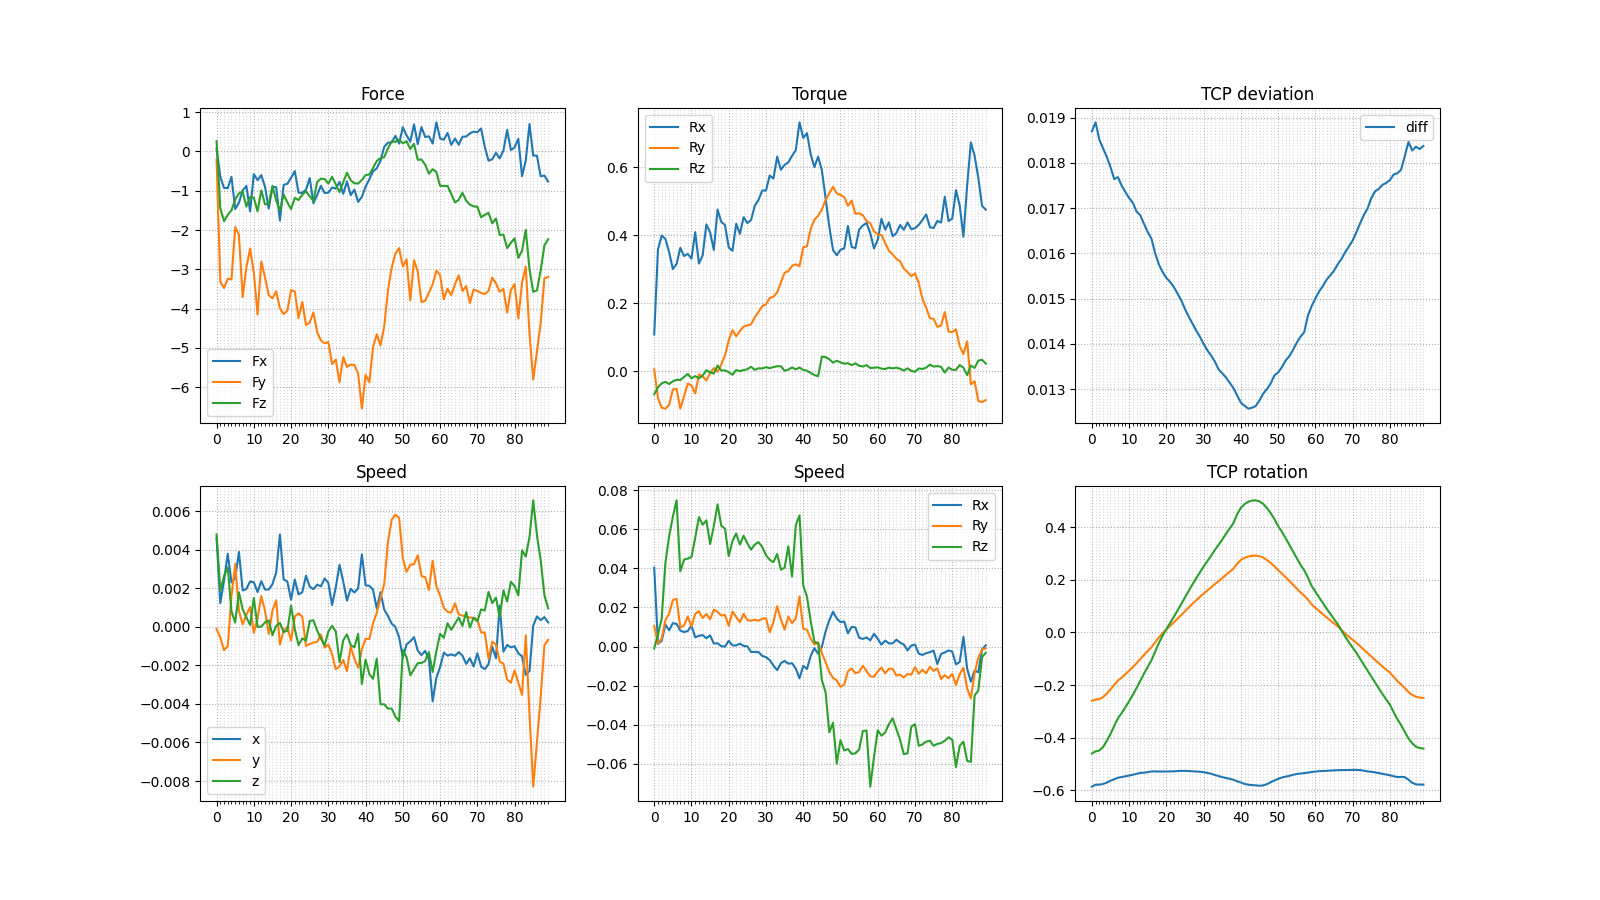 Force
1
0
−1
−2
−3
−4
−5
−6
Fx
Fy
Fz
0 10 20 30 40 50 60 70 80
Torque
Rx
Ry
Rz
0.6
0.4
0.2
0.0
0 10 20 30 40 50 60 70 80
TCP deviation
diff
0.019
0.018
0.017
0.016
0.015
0.014
0.013
0 10 20 30 40 50 60 70 80
Speed
0.006
0.004
0.002
0.000
−0.002
−0.004
−0.006
−0.008
x
y
z
0 10 20 30 40 50 60 70 80
Speed
Rx
Ry
Rz
0.08
0.06
0.04
0.02
0.00
−0.02
−0.04
−0.06
0 10 20 30 40 50 60 70 80
TCP rotation
0.4
0.2
0.0
−0.2
−0.4
−0.6
0 10 20 30 40 50 60 70 80